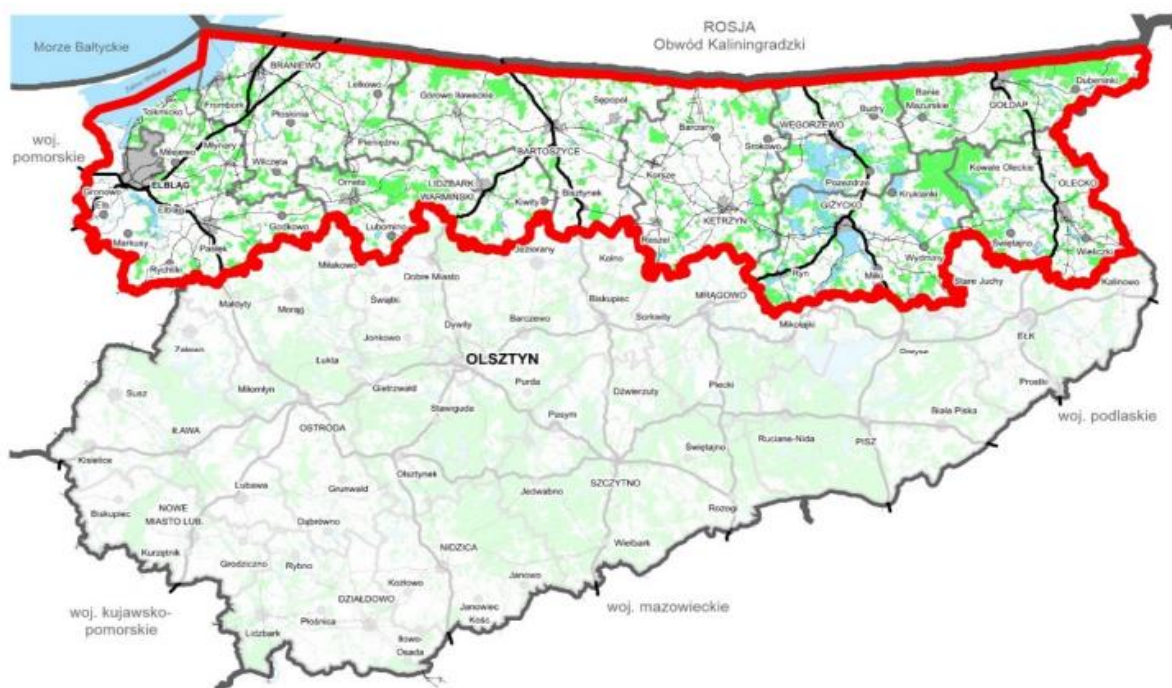 ROSJA
Obwód Kaliningradzki
Morze Bałtyckie
Zalew Wiślany
woj.
pomorskie
BRANIEWO
Lelkowo
Frombork
Płoskinia
Tolkmicko
Górowo Iławeckie
Sępopol
Młynary
Milejewo
Wilczęta
Pieniężno
BARTOSZYCE
Barciany
Srokowo
WĘGORZEWO
Budry
Banie
Mazurskie
GOŁDAP
Dubeninki
ELBLĄG
Gronowo
E.
Elbląg
Markusy
Rychliki
Pasłęk
Godkowo
Orneta
LIDZBARK
WARMIŃSKI
Lubomino
Kiwity
Bisztynek
Korsze
KĘTRZYN
Reszel
Pozezdrze
Kruklanki
GIŻYCKO
Kowale Oleckie
OLECKO
Świętajno
Wieliczki
Wydminy
Ryn
Miłki
Miłakowo
Dobre Miasto
Jeziorany
Kolno
Stare Juchy
Kalinowo
Małdyty
Morąg
Świątki
Biskupiec
MRĄGOWO
Sorkwity
Mikołajki
Barczewo
Dywity
Jonkowo
EŁK
Zalewo
Łukta
OLSZTYN
Orzysz
Susz
Miłomłyn
Gietrzwałd
Purda
Dźwierzuty
Piecki
Prostki
Stawiguda
Pasym
Biała Piska
woj. podlaskie
IŁAWA
OSTRÓDA
Świętajno
Ruciane-Nida
PISZ
Kisielice
Olsztynek
Lubawa
Grunwald
Jedwabno
SZCZYTNO
Biskupiec
NOWE
MIASTO LUB.
Dąbrówno
Rozogi
Kurzętnik
NIDZICA
Wielbark
Grodziczno
Rybno
Kozłowo
Janowo
woj. kujawsko-
pomorskie
DZIAŁDOWO
Janowiec
Kośc.
woj. mazowieckie
Lidzbark
Płośnica
Iłowo-
Osada